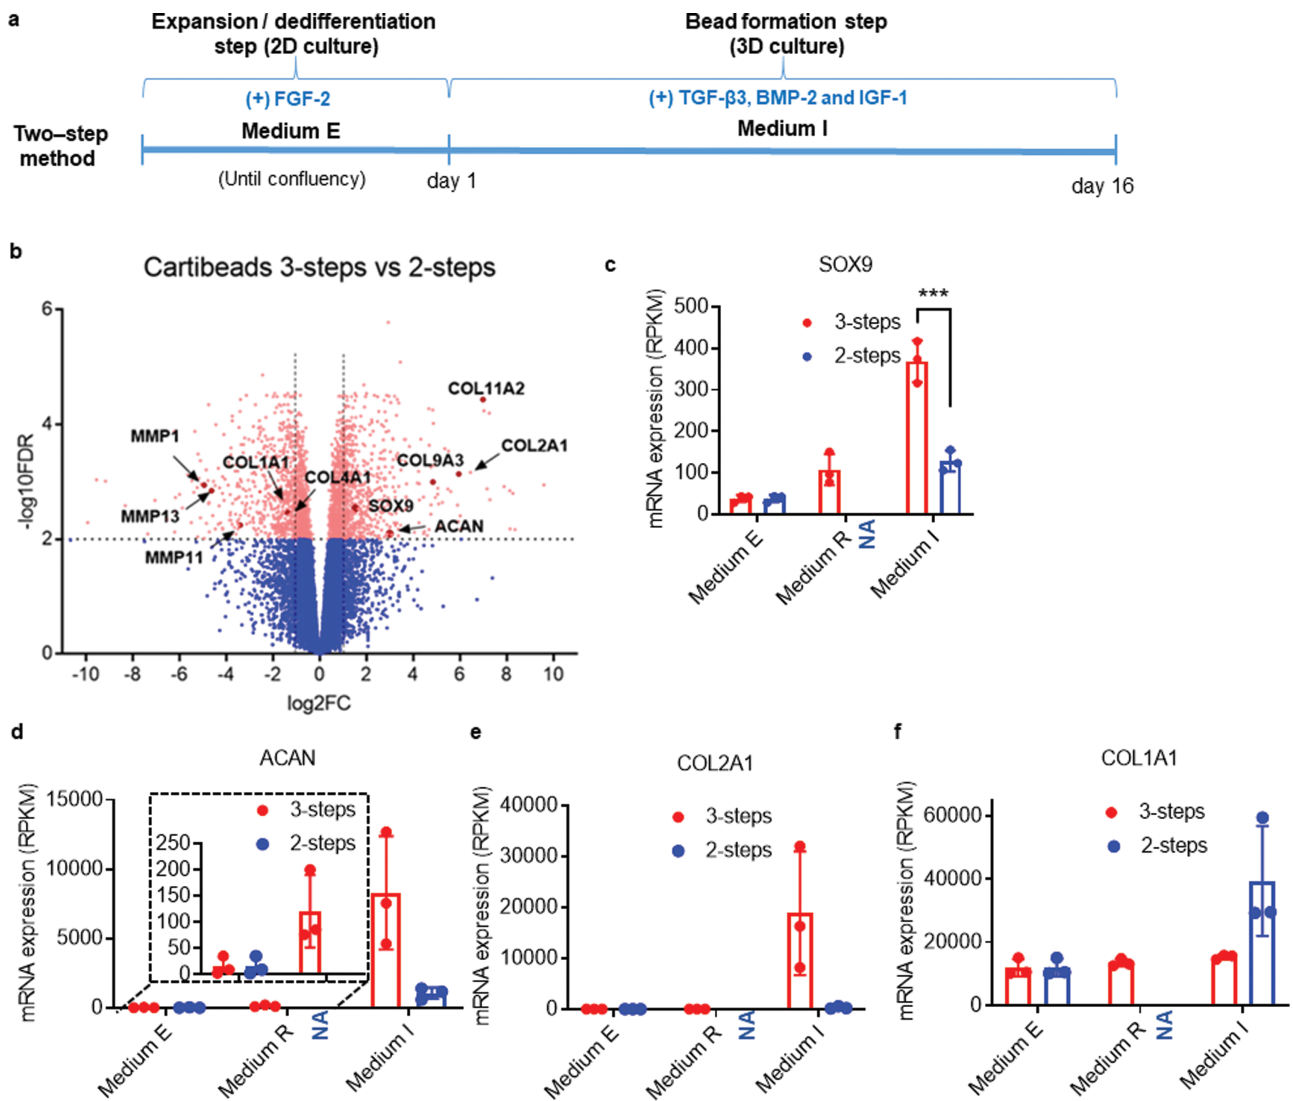 a
Expansion / dedifferentiation
step (2D culture)
Bead formation step
(3D culture)
(+) FGF-2
(+) TGF-β3, BMP-2 and IGF-1
Two–step
method
Medium E
Medium I
(Until confluency)
day 1
day 16
b
Cartibeads 3-steps vs 2-steps
-log10FDR
6
4
2
0
COL11A2
MMP1
COL1A1
COL4A1
COL9A3
COL2A1
MMP13
SOX9
ACAN
MMP11
-10 -8 -6 -4 -2 0 2 4 6 8 10
log2FC
c
SOX9
mRNA expression (RPKM)
500
400
300
200
100
0
3-steps
2-steps
***
NA
Medium E
Medium R
Medium I
d
ACAN
mRNA expression (RPKM)
15000
10000
5000
0
3-steps
2-steps
250
200
150
100
50
0
NA
Medium E
Medium R
Medium I
e
COL2A1
mRNA expression (RPKM)
40000
30000
20000
10000
0
3-steps
2-steps
NA
Medium E
Medium R
Medium I
f
COL1A1
mRNA expression (RPKM)
60000
40000
20000
0
3-steps
2-steps
NA
Medium E
Medium R
Medium I